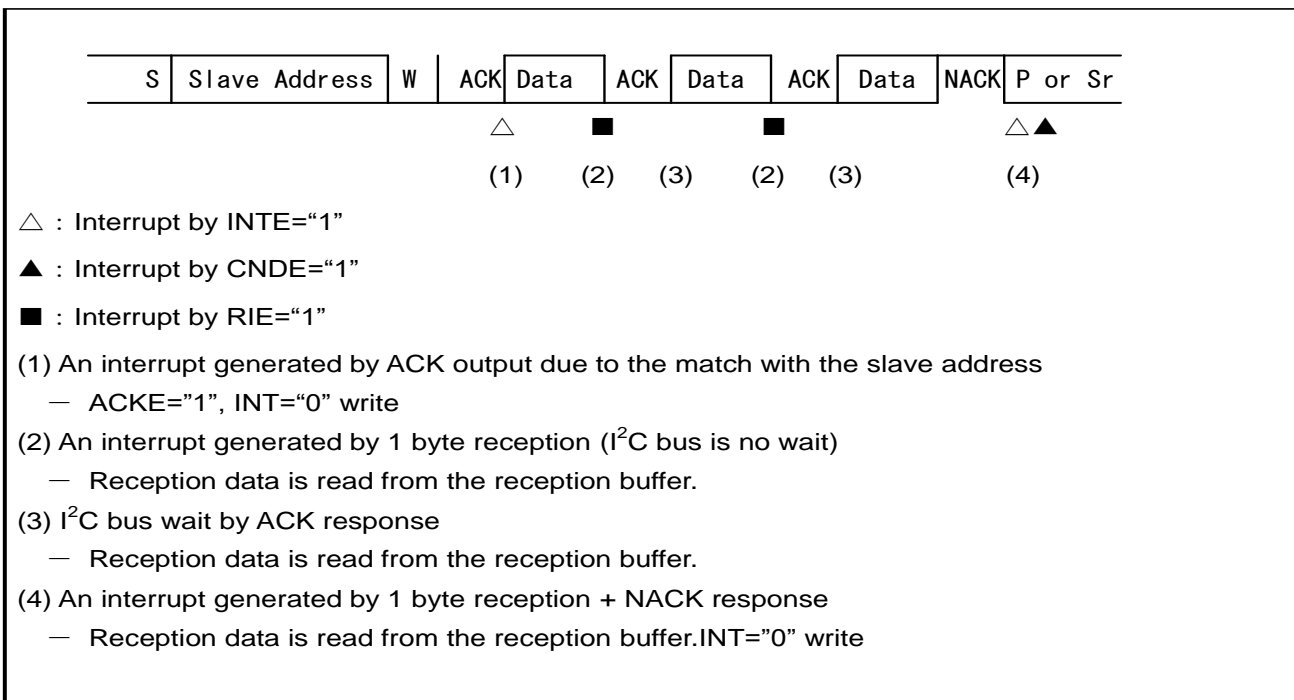 S Slave Address W ACK Data ACK Data ACK Data NACK P or Sr
△ ■ ■ △▲
(1) (2) (3) (2) (3) (4)
△ : Interrupt by INTE=“1”
▲ : Interrupt by CNDE=“1”
■ : Interrupt by RIE=“1”
(1) An interrupt generated by ACK output due to the match with the slave address
— ACKE=”1”, INT=“0” write
(2) An interrupt generated by 1 byte reception (I²C bus is no wait)
— Reception data is read from the reception buffer.
(3) I²C bus wait by ACK response
— Reception data is read from the reception buffer.
(4) An interrupt generated by 1 byte reception + NACK response
— Reception data is read from the reception buffer.INT=”0” write